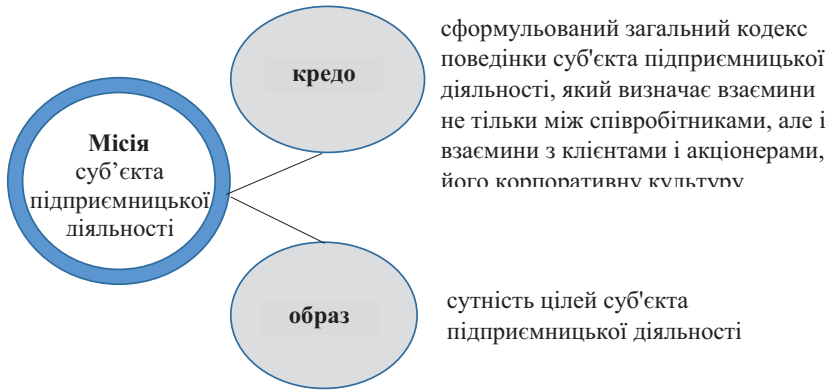 Місія
суб’єкта
підприємницької
діяльності
кредо
сформульований загальний кодекс
поведінки суб'єкта підприємницької
діяльності, який визначає взаємини
не тільки між співробітниками, але і
взаємини з клієнтами і акціонерами,
його корпоративну культуру
образ
сутність цілей суб'єкта
підприємницької діяльності